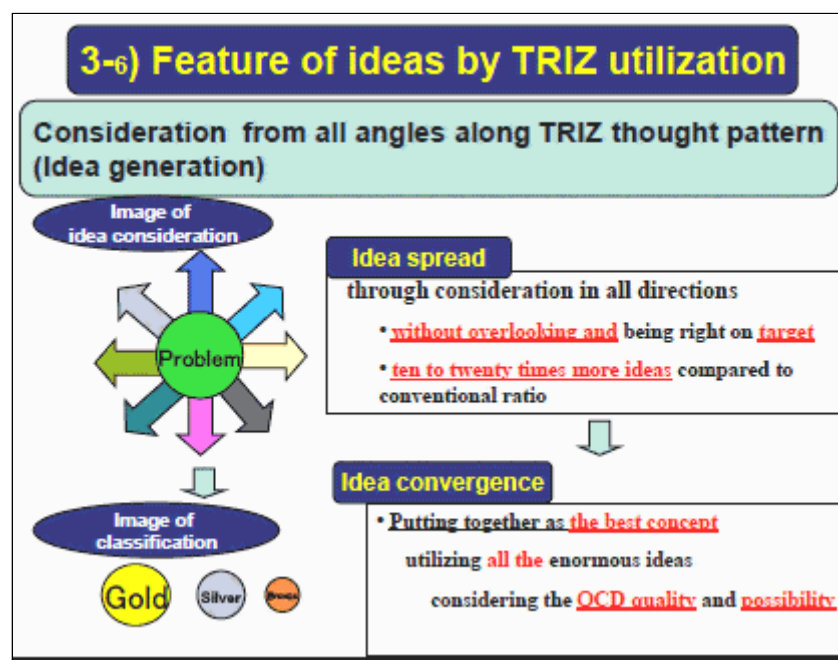 3-6) Feature of ideas by TRIZ utilization
Consideration from all angles along TRIZ thought pattern
(Idea generation)
Image of
idea consideration
Problem
Idea spread
through consideration in all directions
• without overlooking and being right on target
• ten to twenty times more ideas compared to
conventional ratio
Image of
classification
Gold
Silver
Bronze
Idea convergence
• Putting together as the best concept
utilizing all the enormous ideas
considering the QCD quality and possibility